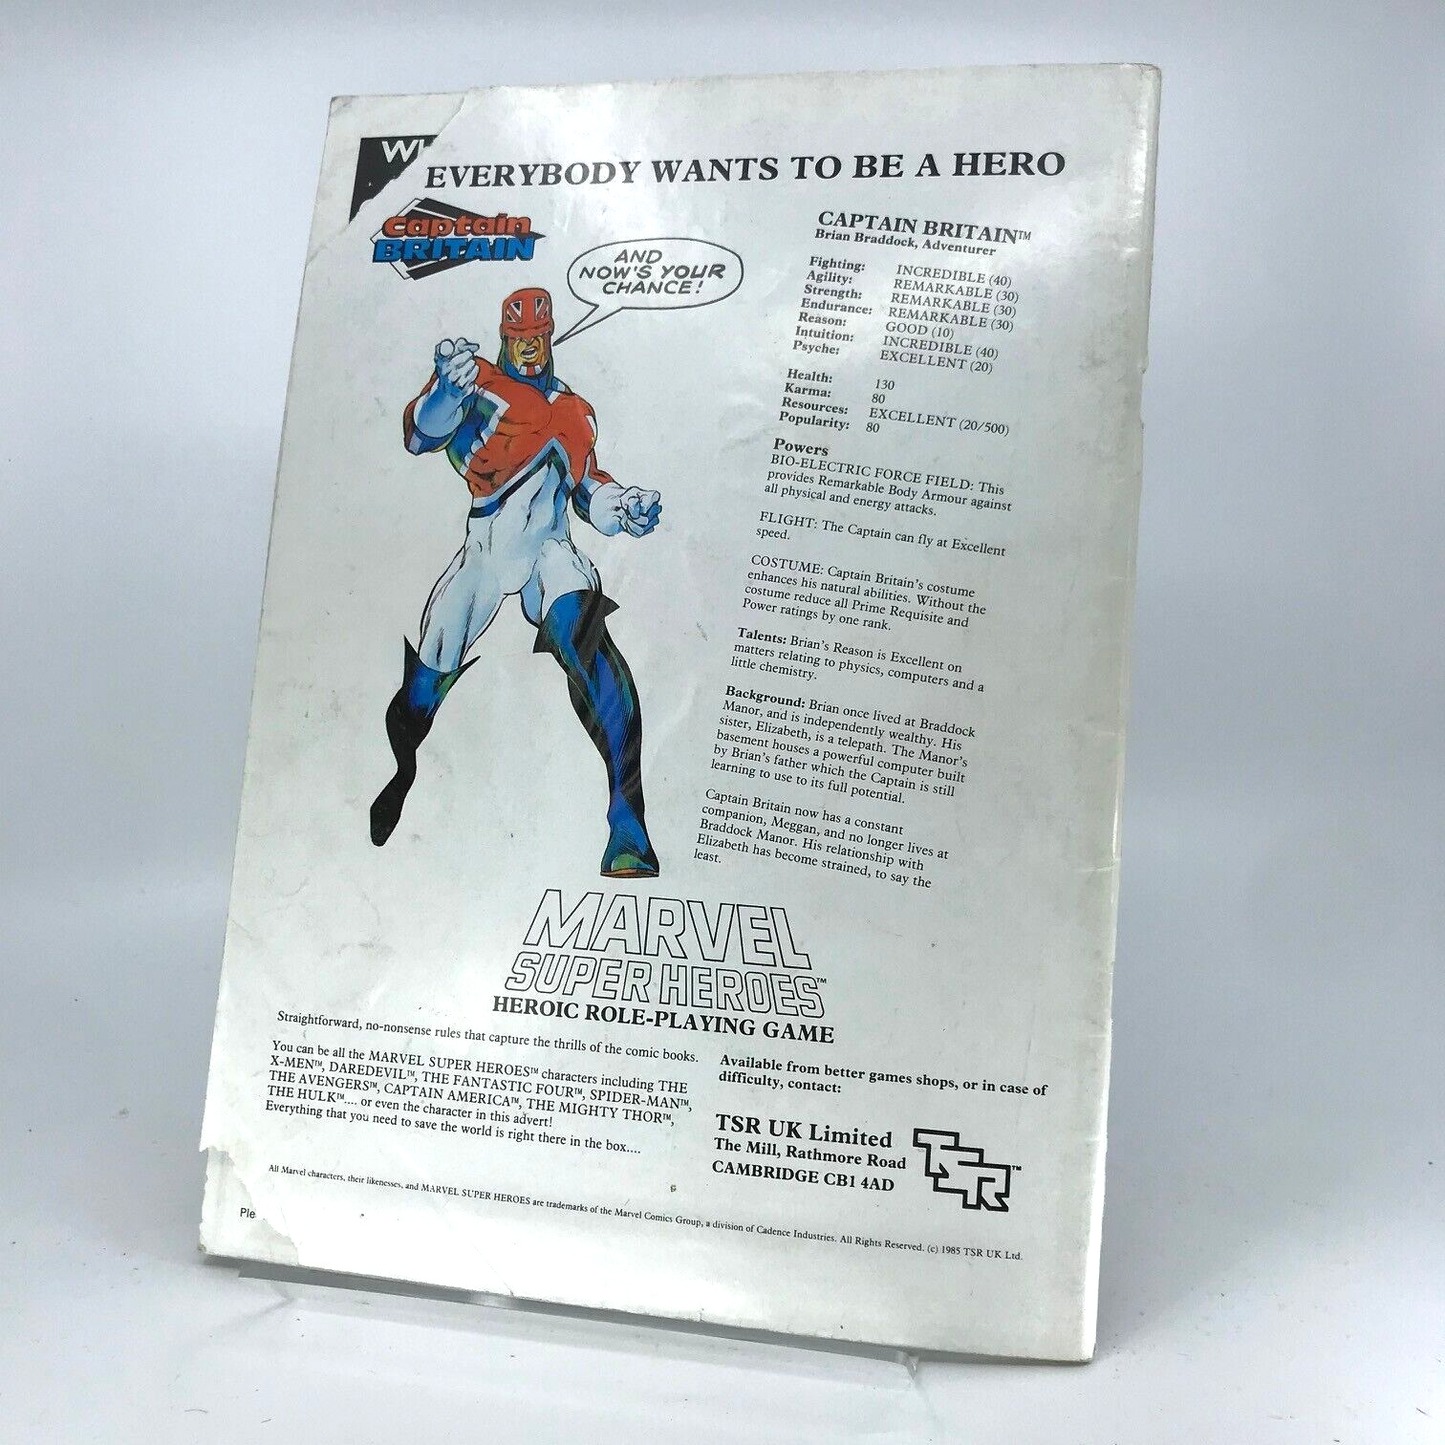 WH
EVERYBODY WANTS TO BE A HERO
Captain
BRITAIN
AND
NOW'S YOUR
CHANCE!
CAPTAIN BRITAIN™
Brian Braddock, Adventurer
Fighting: INCREDIBLE (40)
Agility: REMARKABLE (30)
Strength: REMARKABLE (30)
Endurance: REMARKABLE (30)
Reason: GOOD (10)
Intuition: INCREDIBLE (40)
Psyche: EXCELLENT (20)
Health: 130
Karma: 80
Resources: EXCELLENT (20/500)
Popularity: 80
Powers
BIO-ELECTRIC FORCE FIELD: This
provides Remarkable Body Armour against
all physical and energy attacks.
FLIGHT: The Captain can fly at Excellent
speed.
COSTUME: Captain Britain's costume
enhances his natural abilities. Without the
costume reduce all Prime Requisite and
Power ratings by one rank.
Talents: Brian's Reason is Excellent on
matters relating to physics, computers and a
little chemistry.
Background: Brian once lived at Braddock
Manor, and is independently wealthy. His
sister, Elizabeth, is a telepath. The Manor's
basement houses a powerful computer built
by Brian's father which the Captain is still
learning to use to its full potential.
Captain Britain now has a constant
companion, Meggan, and no longer lives at
Braddock Manor. His relationship with
Elizabeth has become strained, to say the
least.
MARVEL
SUPER HEROES™
HEROIC ROLE-PLAYING GAME
Straightforward, no-nonsense rules that capture the thrills of the comic books.
You can be all the MARVEL SUPER HEROES™ characters including THE
X-MEN™, DAREDEVIL™, THE FANTASTIC FOUR™, SPIDER-MAN™,
THE AVENGERS™, CAPTAIN AMERICA™, THE MIGHTY THOR™,
THE HULK™.... or even the character in this advert!
Everything that you need to save the world is right there in the box....
Available from better games shops, or in case of
difficulty, contact:
TSR UK Limited
The Mill, Rathmore Road
CAMBRIDGE CB1 4AD
TSR™
All Marvel characters, their likenesses, and MARVEL SUPER HEROES are trademarks of the Marvel Comics Group, a division of Cadence Industries. All Rights Reserved. (c) 1985 TSR UK Ltd.
Ple